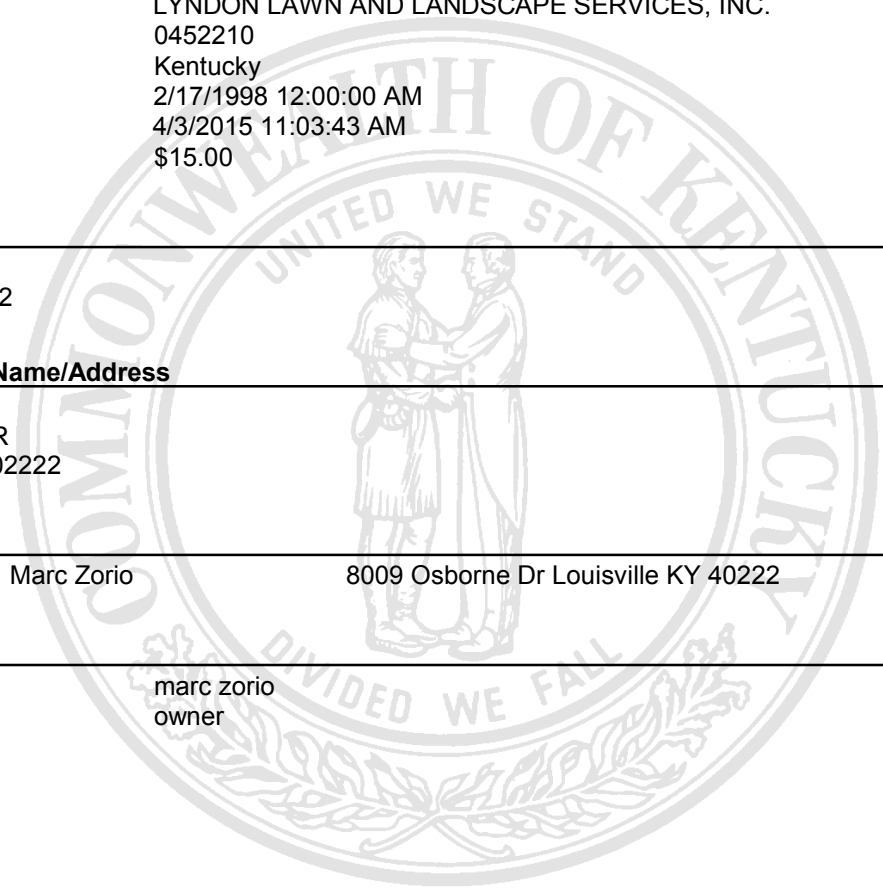 LYNDON LAWN AND LANDSCAPE SERVICES, INC.
0452210
Kentucky
2/17/1998 12:00:00 AM
4/3/2015 11:03:43 AM
$15.00
COMMONWEALTH OF KENTUCKY
UNITED WE STAND
2
Name/Address
R
02222
Marc Zorio 8009 Osborne Dr Louisville KY 40222
DIVIDED WE FALL
marc zorio
owner